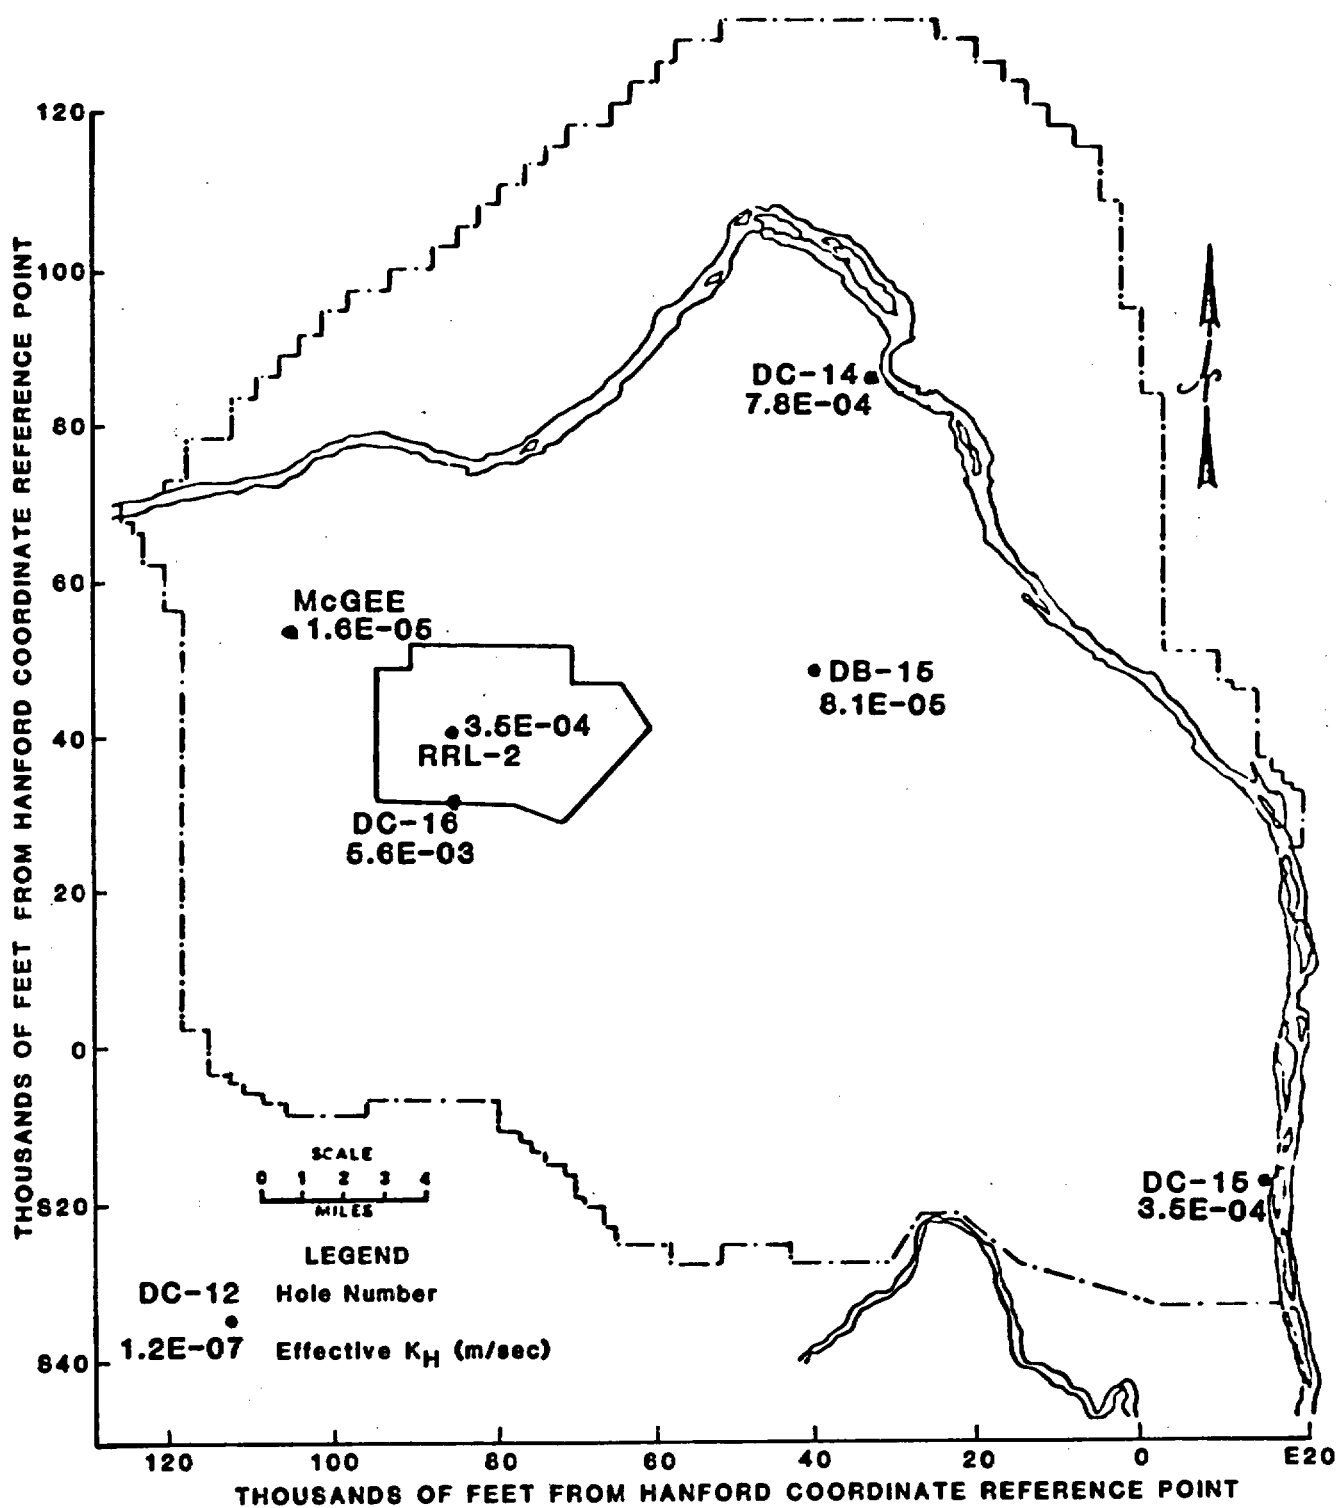 120
100
80
60
40
20
0
S20
S40
THOUSANDS OF FEET FROM HANFORD COORDINATE REFERENCE POINT
DC-14
7.8E-04
McGEE
1.6E-05
DB-15
8.1E-05
3.5E-04
RRL-2
DC-16
5.6E-03
DC-15
3.5E-04
SCALE
0 1 2 3 4
MILES
LEGEND
DC-12 Hole Number
1.2E-07 Effective KH (m/sec)
120 100 80 60 40 20 0 E20
THOUSANDS OF FEET FROM HANFORD COORDINATE REFERENCE POINT